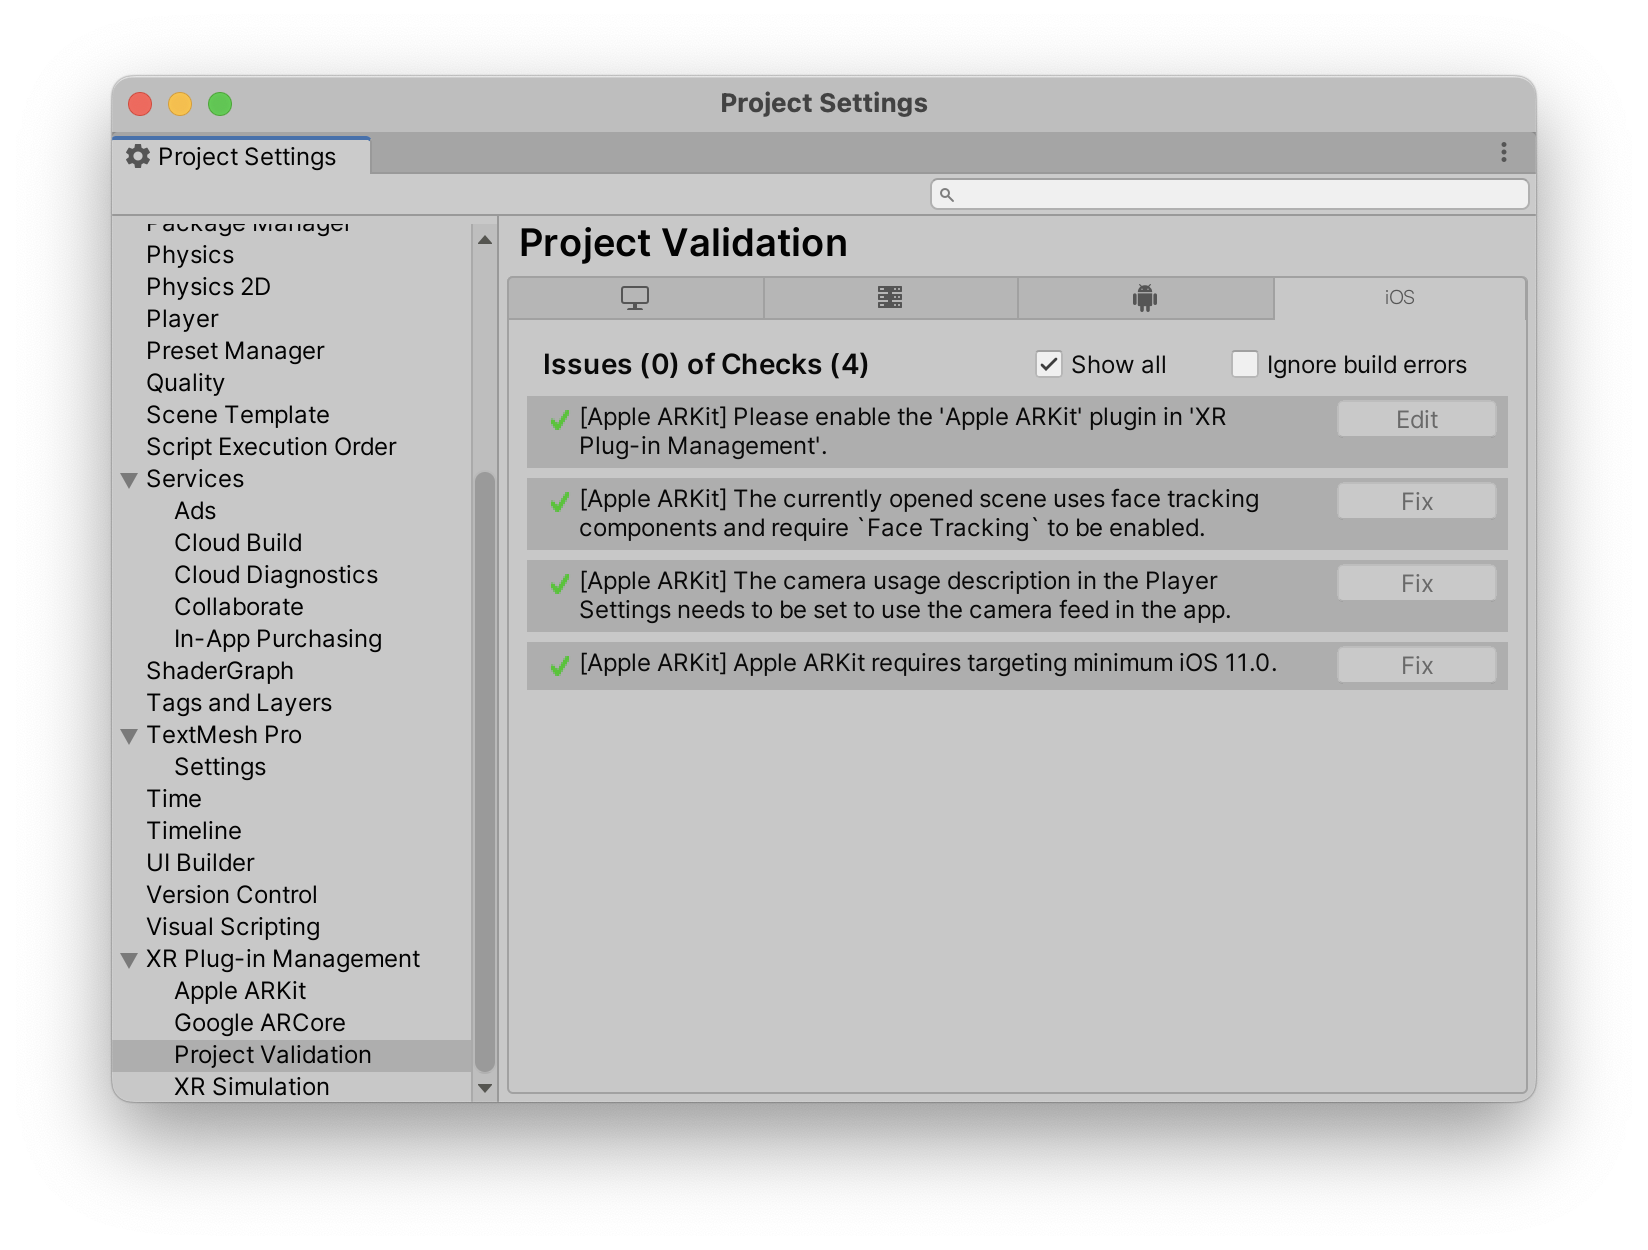 Project Settings
Project Settings
Package Manager
Physics
Physics 2D
Player
Preset Manager
Quality
Scene Template
Script Execution Order
Services
Ads
Cloud Build
Cloud Diagnostics
Collaborate
In-App Purchasing
ShaderGraph
Tags and Layers
TextMesh Pro
Settings
Time
Timeline
UI Builder
Version Control
Visual Scripting
XR Plug-in Management
Apple ARKit
Google ARCore
Project Validation
XR Simulation
Project Validation
iOS
Issues (0) of Checks (4)
Show all
Ignore build errors
[Apple ARKit] Please enable the 'Apple ARKit' plugin in 'XR
Plug-in Management'.
Edit
[Apple ARKit] The currently opened scene uses face tracking
components and require `Face Tracking` to be enabled.
Fix
[Apple ARKit] The camera usage description in the Player
Settings needs to be set to use the camera feed in the app.
Fix
[Apple ARKit] Apple ARKit requires targeting minimum iOS 11.0.
Fix